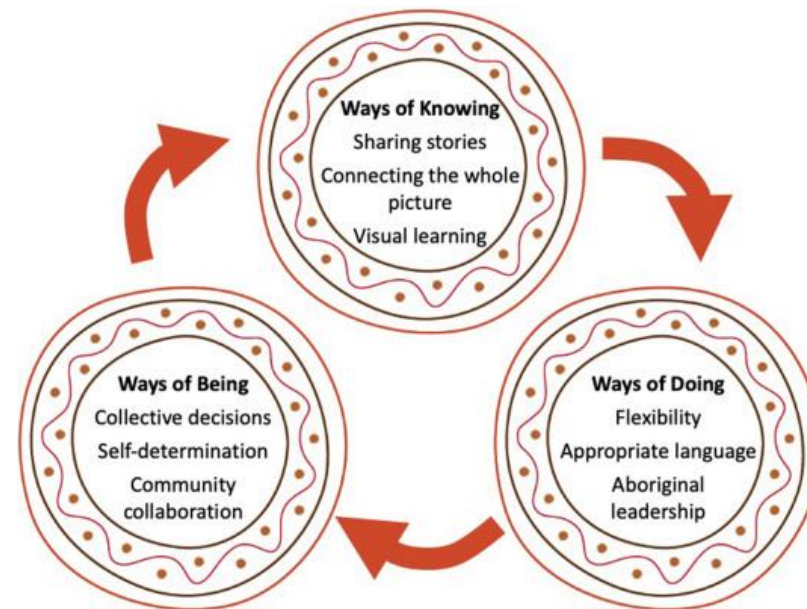 Ways of Knowing
Sharing stories
Connecting the whole
picture
Visual learning
Ways of Doing
Flexibility
Appropriate language
Aboriginal
leadership
Ways of Being
Collective decisions
Self-determination
Community
collaboration